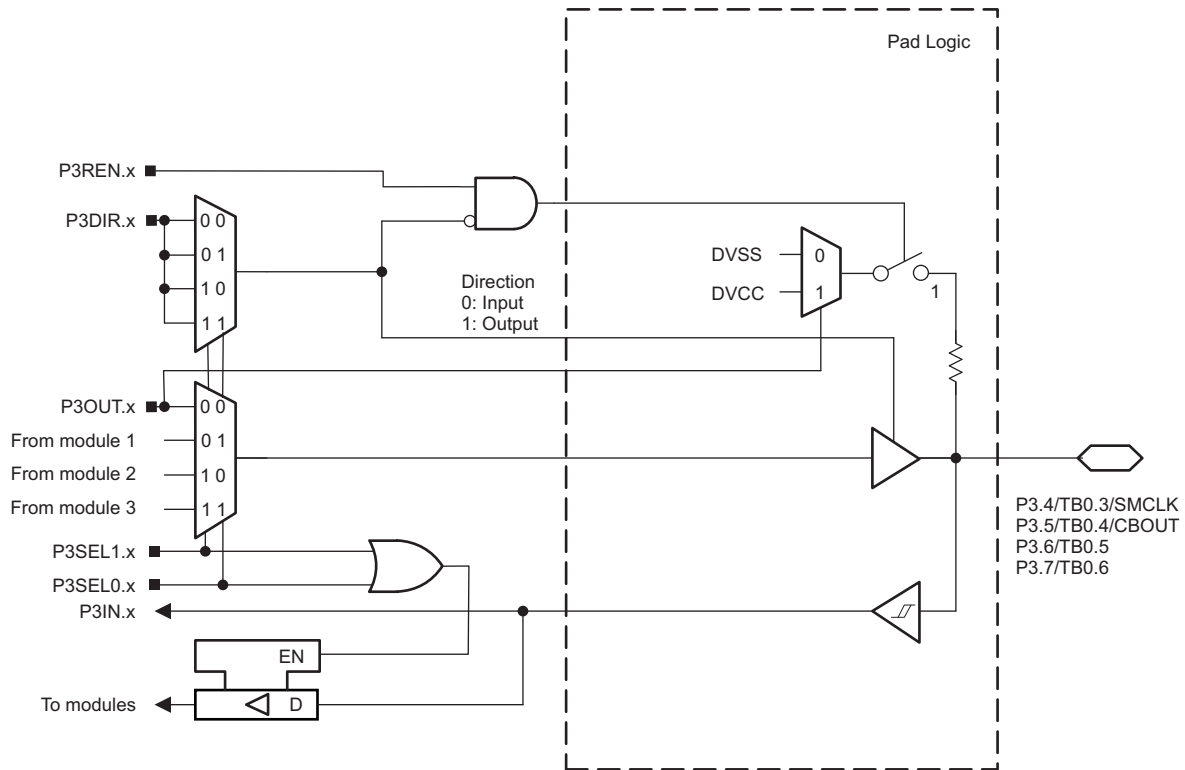 Pad Logic
P3REN.x
P3DIR.x
0 0
0 1
1 0
1 1
Direction
0: Input
1: Output
DVSS
DVCC
0
1
1
P3OUT.x
From module 1
From module 2
From module 3
0 0
0 1
1 0
1 1
P3SEL1.x
P3SEL0.x
P3IN.x
EN
D
To modules
P3.4/TB0.3/SMCLK
P3.5/TB0.4/CBOUT
P3.6/TB0.5
P3.7/TB0.6